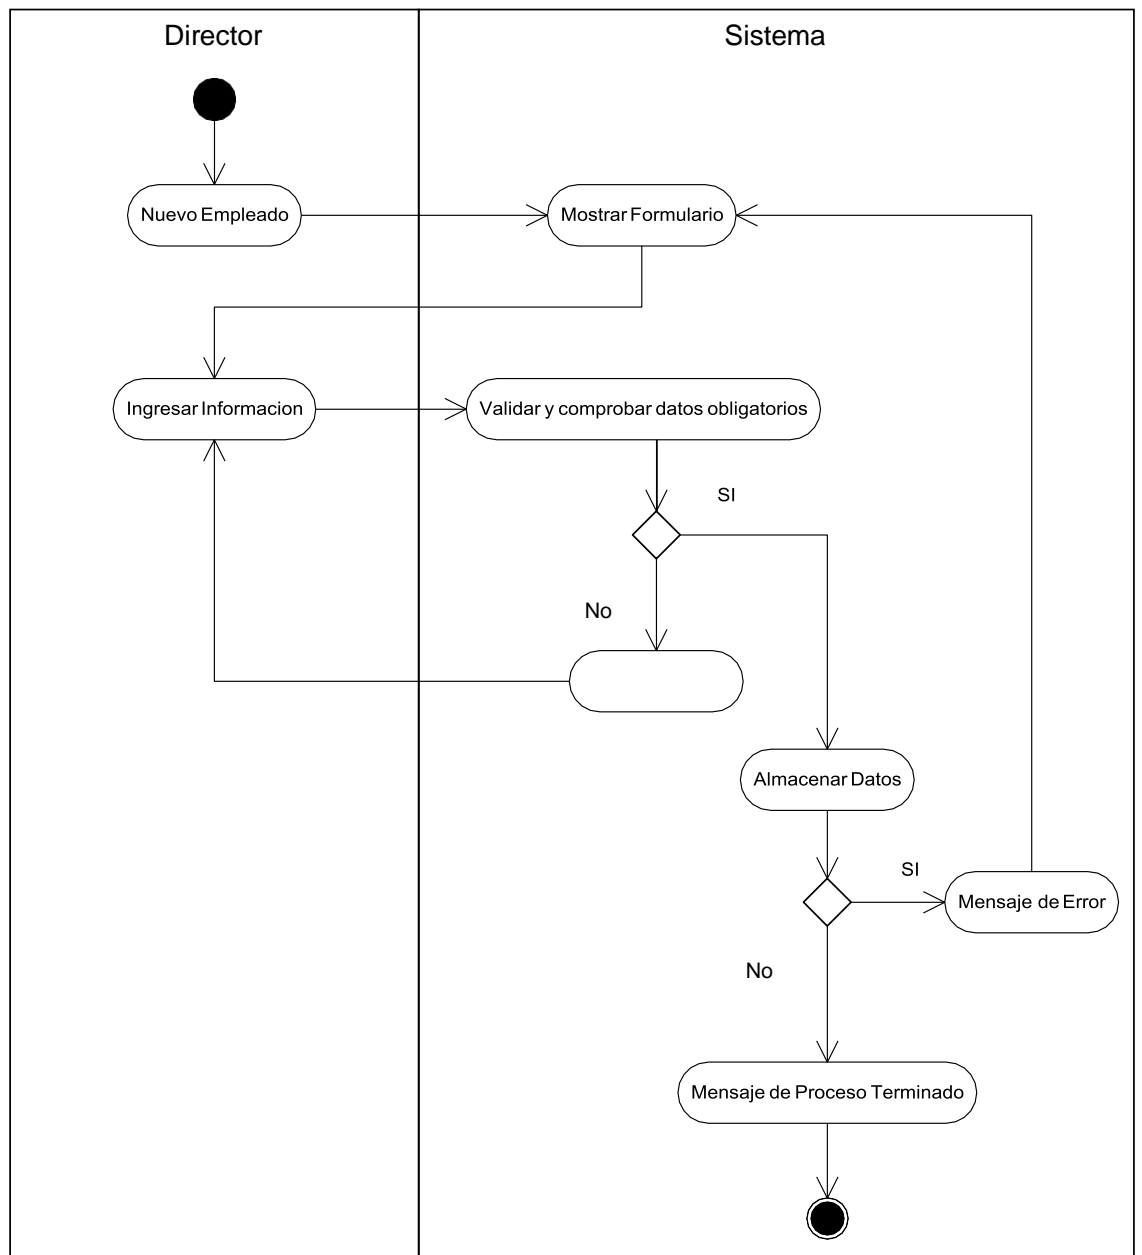 Director
Sistema
Nuevo Empleado
Mostrar Formulario
Ingresar Informacion
Validar y comprobar datos obligatorios
SI
No
Almacenar Datos
SI
Mensaje de Error
No
Mensaje de Proceso Terminado